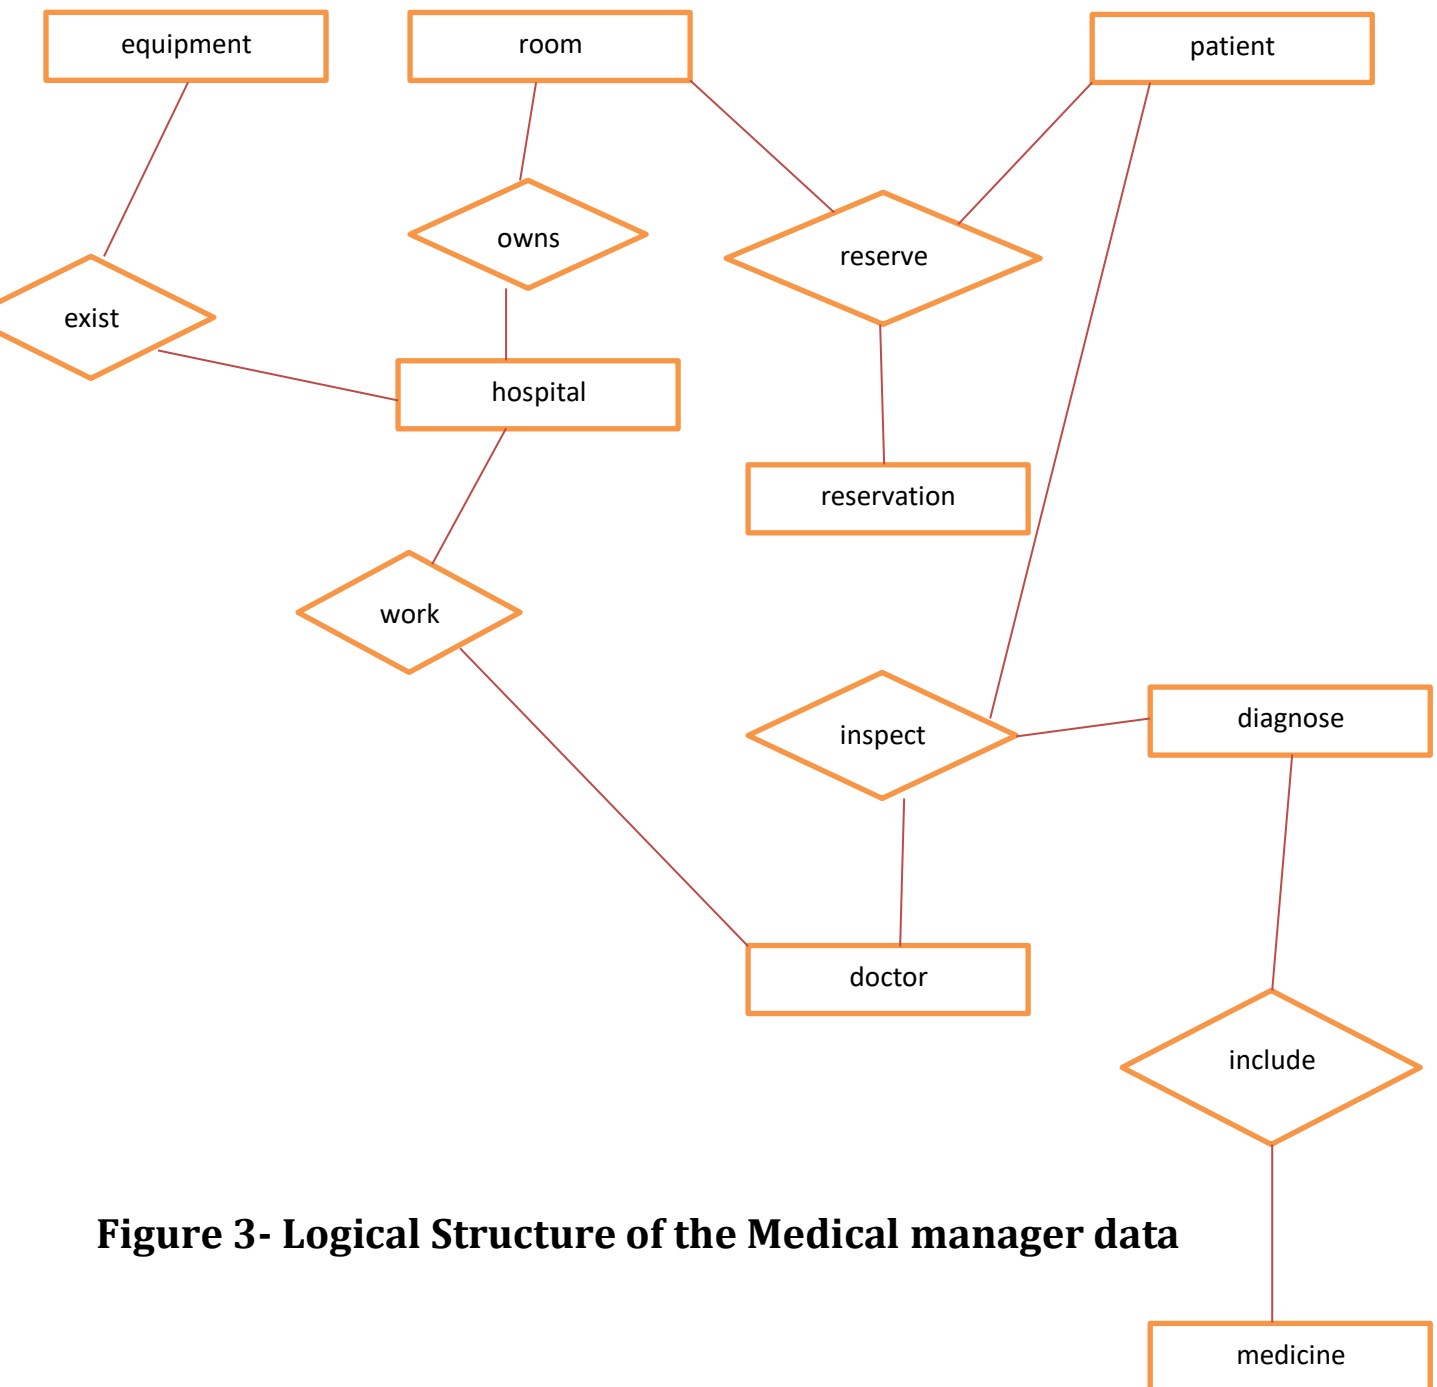 equipment
room
patient
owns
reserve
exist
hospital
reservation
work
inspect
diagnose
doctor
include
Figure 3- Logical Structure of the Medical manager data
medicine